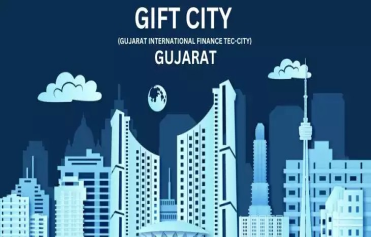 GIFT CITY
(GUJARAT INTERNATIONAL FINANCE TEC-CITY)
GUJARAT